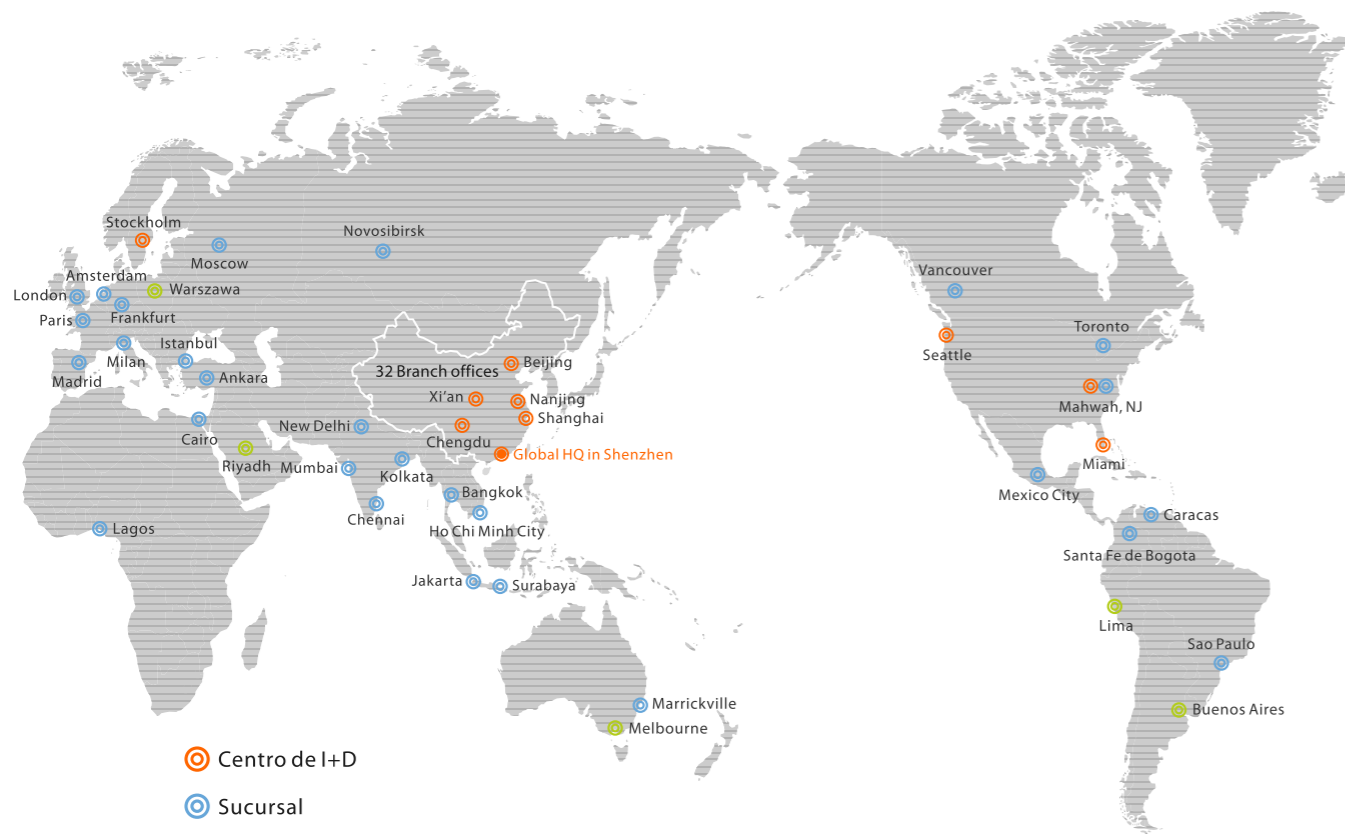 Stockholm
Moscow
Novosibirsk
Amsterdam
London
Warszawa
Paris
Frankfurt
Milan
Istanbul
Madrid
Ankara
32 Branch offices
Beijing
Xi'an
Nanjing
Shanghai
Chengdu
Global HQ in Shenzhen
Cairo
New Delhi
Riyadh
Mumbai
Kolkata
Chennai
Bangkok
Ho Chi Minh City
Lagos
Jakarta
Surabaya
Marrickville
Melbourne
Vancouver
Seattle
Toronto
Mahwah, NJ
Miami
Mexico City
Caracas
Santa Fe de Bogota
Lima
Sao Paulo
Buenos Aires
Centro de I+D
Sucursal